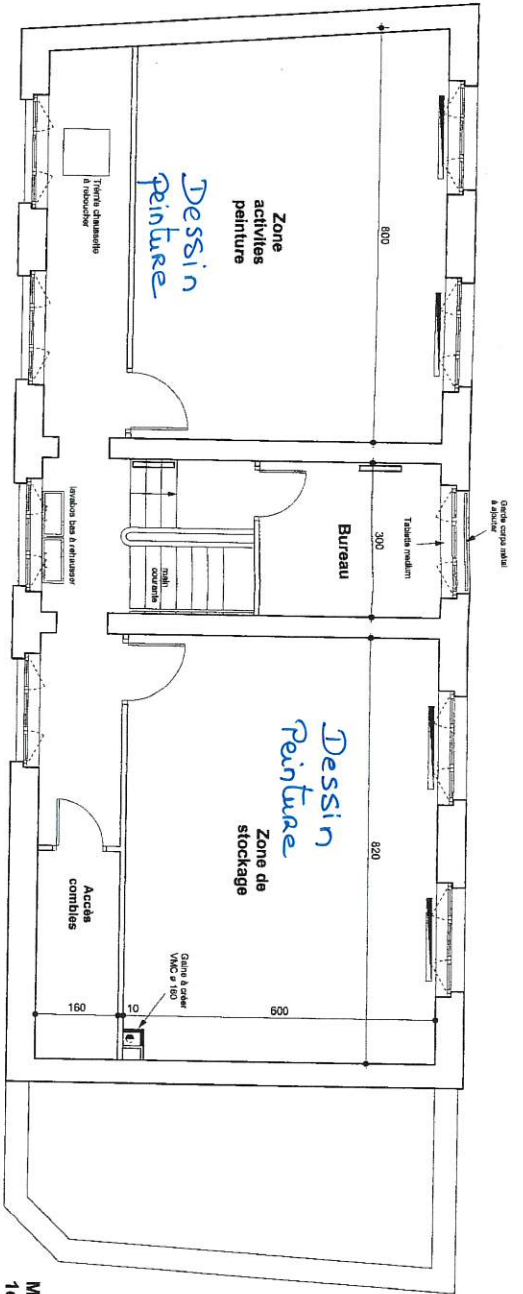 Zone
activites
peinture
Dessin
peinture
800
Trémie chaussette
à reboucher
Garde corps métal
à ajouter
Tablette medium
Bureau
300
main
courante
lavabos bas à rehausser
Dessin
Peinture
Zone de
stockage
820
Accès
combles
Gaine à créer
VMC ø 160
160
10
600